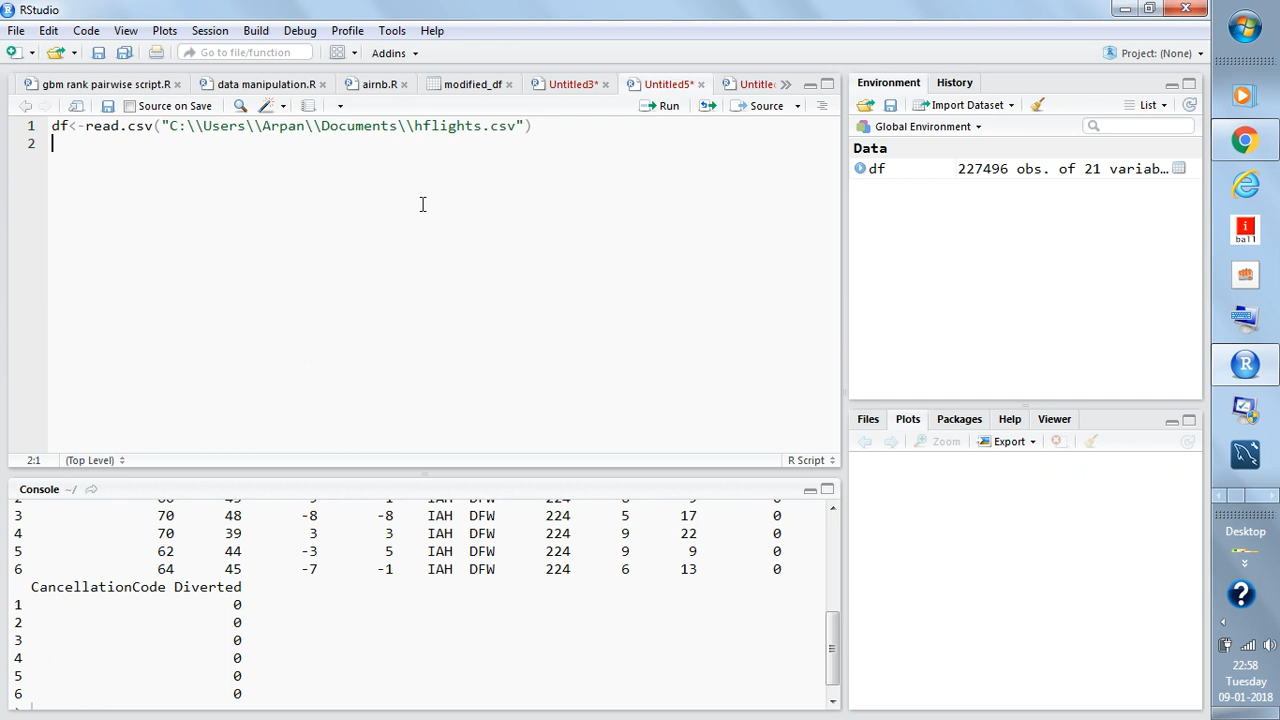 RStudio
File Edit Code View Plots Session Build Debug Profile Tools Help
Go to file/function Addins Project: (None)
gbm rank pairwise script.R data manipulation.R airnb.R modified_df Untitled3* Untitled5* Untitle
Source on Save Run Source
1 df<-read.csv("C:\\Users\\Arpan\\Documents\\hflights.csv")
2
2:1 (Top Level) R Script
Console ~/
3 70 48 -8 -8 IAH DFW 224 5 17 0
4 70 39 3 3 IAH DFW 224 9 22 0
5 62 44 -3 5 IAH DFW 224 9 9 0
6 64 45 -7 -1 IAH DFW 224 6 13 0
CancellationCode Diverted
1 0
2 0
3 0
4 0
5 0
6 0
Environment History
Import Dataset List
Global Environment
Data
df 227496 obs. of 21 variab…
Files Plots Packages Help Viewer
Zoom Export
i
ball
R
Desktop
22:58
Tuesday
09-01-2018